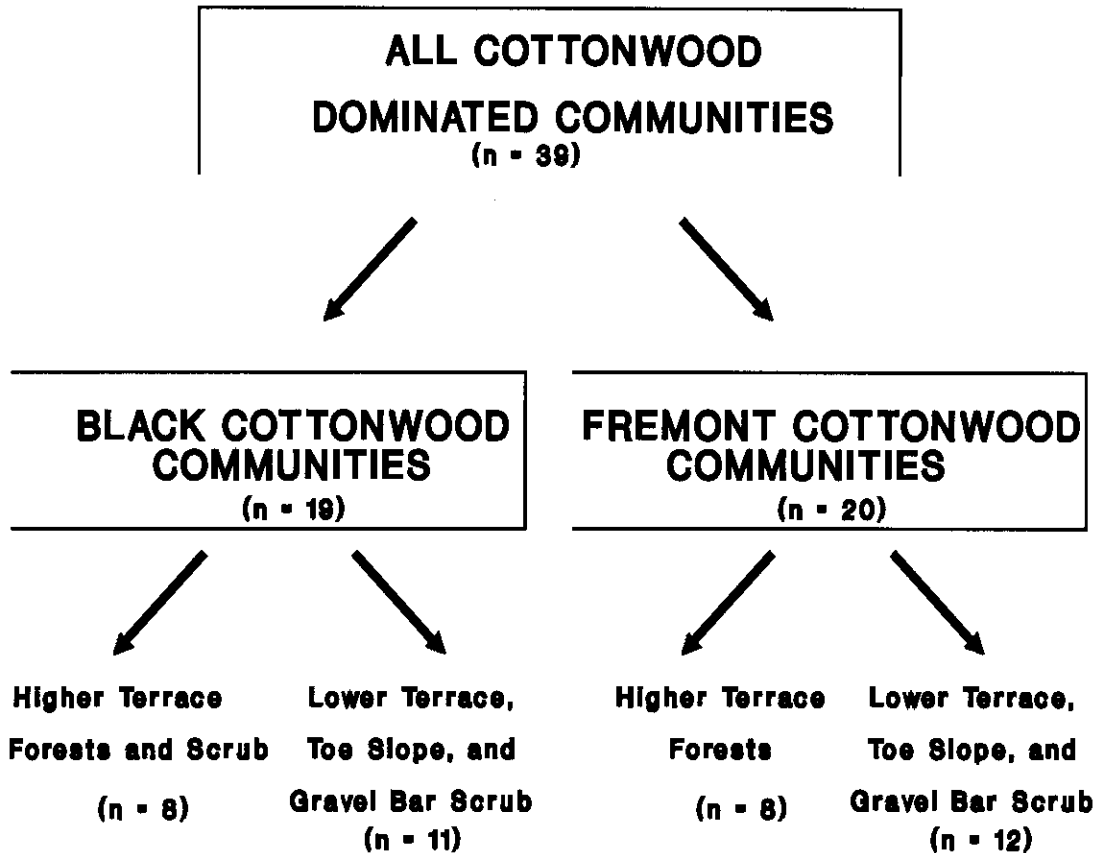 ALL COTTONWOOD
DOMINATED COMMUNITIES
(n = 39)
BLACK COTTONWOOD
COMMUNITIES
(n = 19)
FREMONT COTTONWOOD
COMMUNITIES
(n = 20)
Higher Terrace
Forests and Scrub
(n = 8)
Lower Terrace,
Toe Slope, and
Gravel Bar Scrub
(n = 11)
Higher Terrace
Forests
(n = 8)
Lower Terrace,
Toe Slope, and
Gravel Bar Scrub
(n = 12)